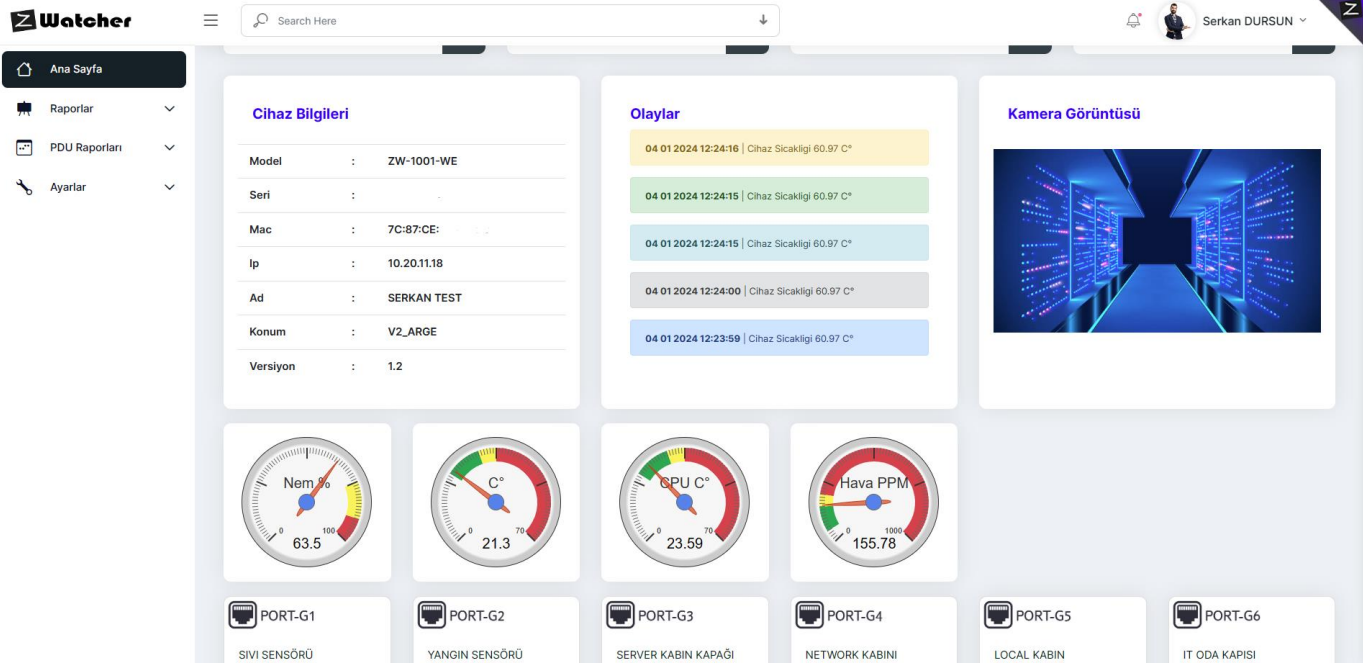 Z Watcher
Search Here
Serkan DURSUN
Z
Ana Sayfa
Raporlar
PDU Raporları
Ayarlar
Cihaz Bilgileri
Model : ZW-1001-WE
Seri :
Mac : 7C:87:CE:
Ip : 10.20.11.18
Ad : SERKAN TEST
Konum : V2_ARGE
Versiyon : 1.2
Olaylar
04 01 2024 12:24:16 | Cihaz Sicakligi 60.97 C°
04 01 2024 12:24:15 | Cihaz Sicakligi 60.97 C°
04 01 2024 12:24:15 | Cihaz Sicakligi 60.97 C°
04 01 2024 12:24:00 | Cihaz Sicakligi 60.97 C°
04 01 2024 12:23:59 | Cihaz Sicakligi 60.97 C°
Kamera Görüntüsü
Nem %
0 100
63.5
C°
0 70
21.3
CPU C°
0 70
23.59
Hava PPM
0 1000
155.78
PORT-G1
SIVI SENSÖRÜ
PORT-G2
YANGIN SENSÖRÜ
PORT-G3
SERVER KABIN KAPAĞI
PORT-G4
NETWORK KABINI
PORT-G5
LOCAL KABIN
PORT-G6
IT ODA KAPISI